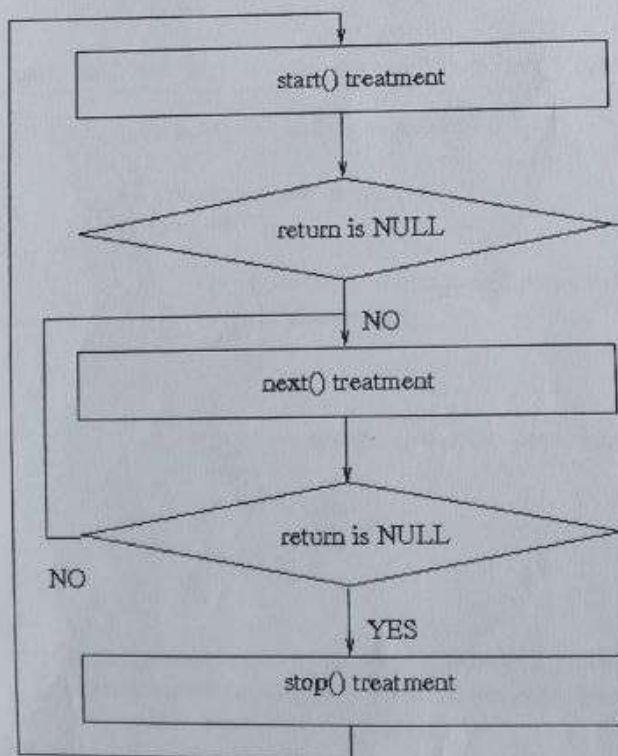 start() treatment
return is NULL
NO
next() treatment
return is NULL
NO
YES
stop() treatment